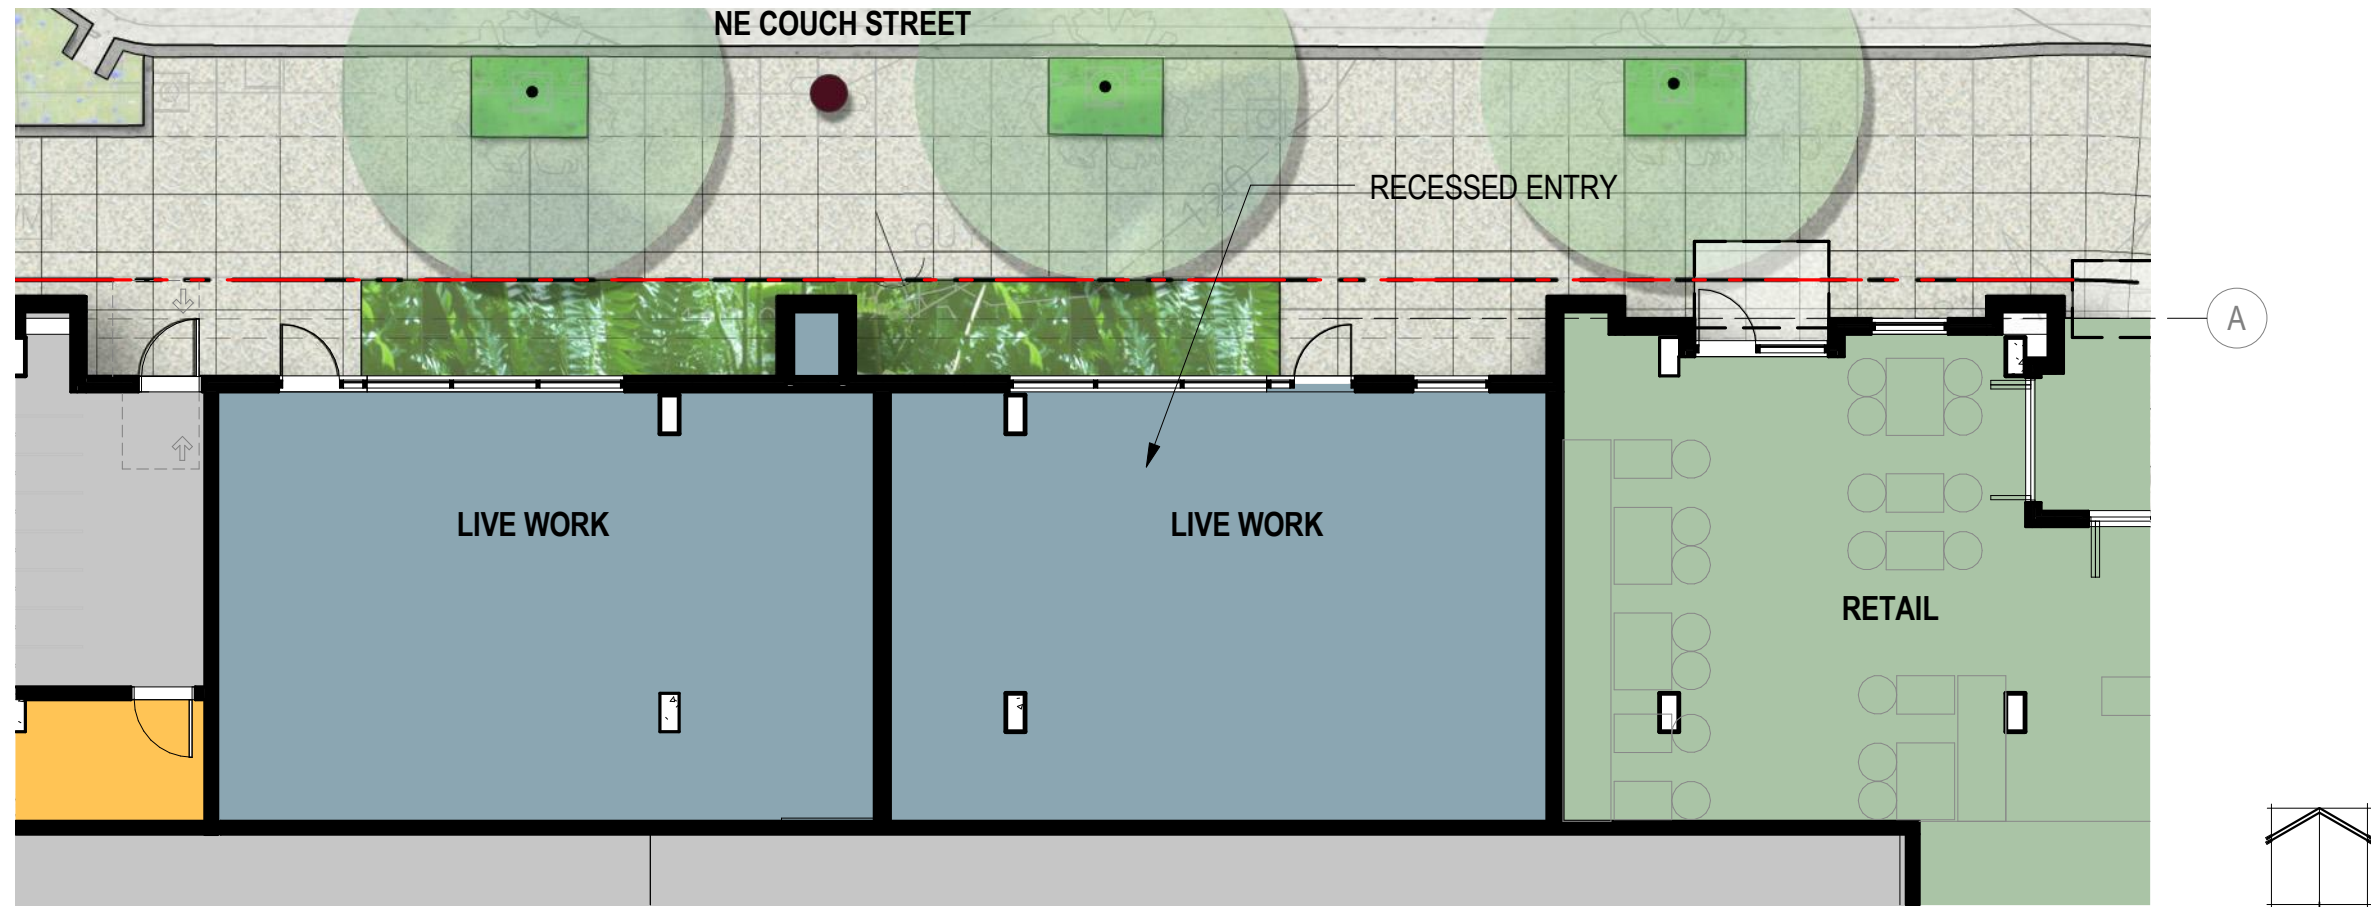 NE COUCH STREET
RECESSED ENTRY
A
LIVE WORK
LIVE WORK
RETAIL